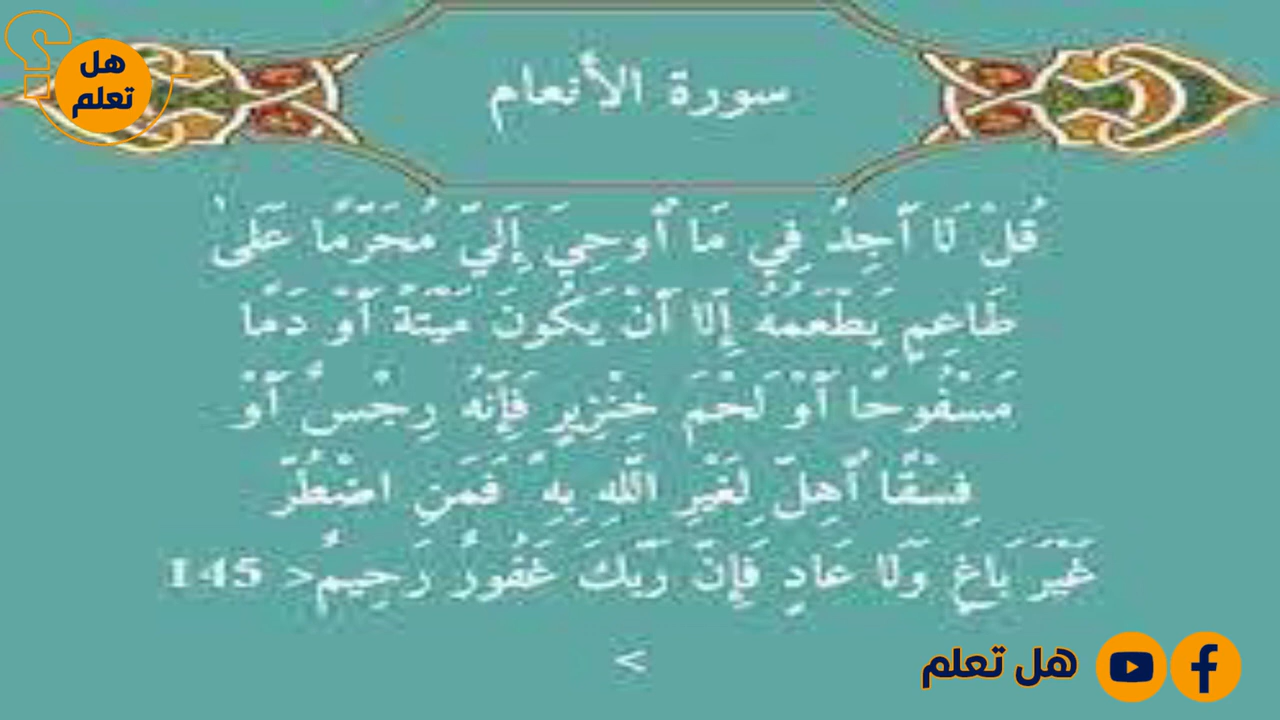 هل
تعلم
سورة الأنعام
قُلْ لَا أَجِدُ فِي مَا أُوحِيَ إِلَيَّ مُحَرَّمًا عَلَىٰ
طَاعِمٍ يَطْعَمُهُ إِلَّا أَنْ يَكُونَ مَيْتَةً أَوْ دَمًا
مَسْفُوحًا أَوْ لَحْمَ خِنْزِيرٍ فَإِنَّهُ رِجْسٌ أَوْ
فِسْقًا أُهِلَّ لِغَيْرِ اللَّهِ بِهِ ۚ فَمَنِ اضْطُرَّ
غَيْرَ بَاغٍ وَلَا عَادٍ فَإِنَّ رَبَّكَ غَفُورٌ رَحِيمٌ< 145 >
>
هل تعلم